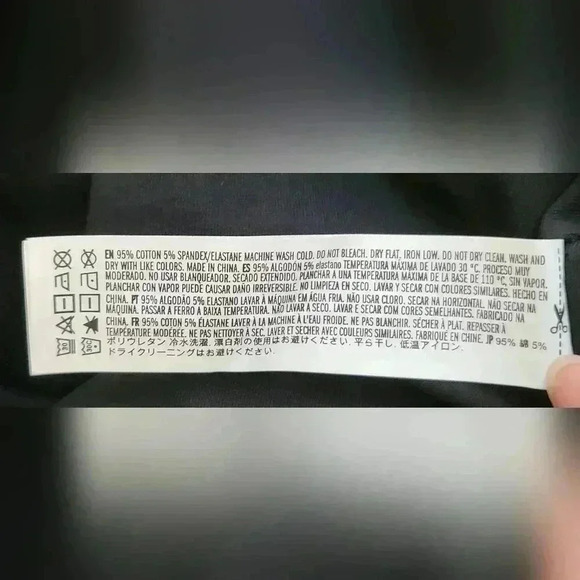 EN 95% COTTON 5% SPANDEX/ELASTANE MACHINE WASH COLD. DO NOT BLEACH. DRY FLAT, IRON LOW. DO NOT DRY CLEAN. WASH AND
DRY WITH LIKE COLORS. MADE IN CHINA. ES 95% ALGODÓN 5% elastano TEMPERATURA MÁXIMA DE LAVADO 30 °C. PROCESO MUY
MODERADO. NO USAR BLANQUEADOR, SECADO EXTENDIDO, PLANCHAR A UNA TEMPERATURA MÁXIMA DE LA BASE DE 110 °C, SIN VAPOR.
PLANCHAR CON VAPOR PUEDE CAUSAR DAÑO IRREVERSIBLE. NO LIMPIEZA EN SECO. LAVAR Y SECAR CON COLORES SIMILARES. HECHO EN
CHINA. PT 95% ALGODÃO 5% ELASTANO LAVAR À MÁQUINA EM ÁGUA FRIA. NÃO USAR CLORO. SECAR NA HORIZONTAL. NÃO SECAR NA
MÁQUINA. PASSAR A FERRO A BAIXA TEMPERATURA. NÃO LAVAR A SECO. LAVAR E SECAR COM CORES SEMELHANTES. FABRICADO NA
CHINA. FR 95% COTON 5% ÉLASTANE LAVER À LA MACHINE À L'EAU FROIDE. NE PAS BLANCHIR. SÉCHER À PLAT. REPASSER À
TEMPÉRATURE MODÉRÉE. NE PAS NETTOYER À SEC. LAVER ET SÉCHER AVEC COULEURS SIMILAIRES. FABRIQUÉ EN CHINE. JP 95% 綿 5%
ポリウレタン 冷水洗濯, 漂白剤の使用はお避けください. 平ら干し, 低温アイロン.
ドライクリーニングはお避けください.